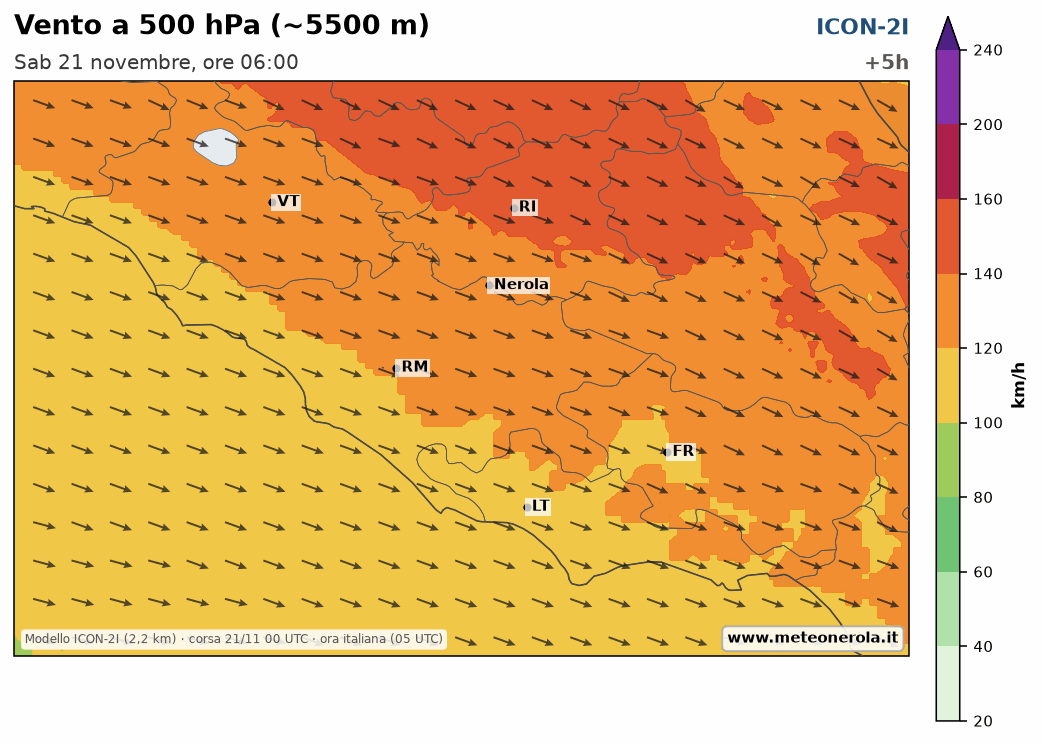 Vento a 500 hPa (~5500 m)
ICON-2I
Sab 21 novembre, ore 06:00
+5h
240
200
160
140
120
100
80
60
40
20
km/h
VT
RI
Nerola
RM
FR
LT
Modello ICON-2I (2,2 km) · corsa 21/11 00 UTC · ora italiana (05 UTC)
www.meteonerola.it